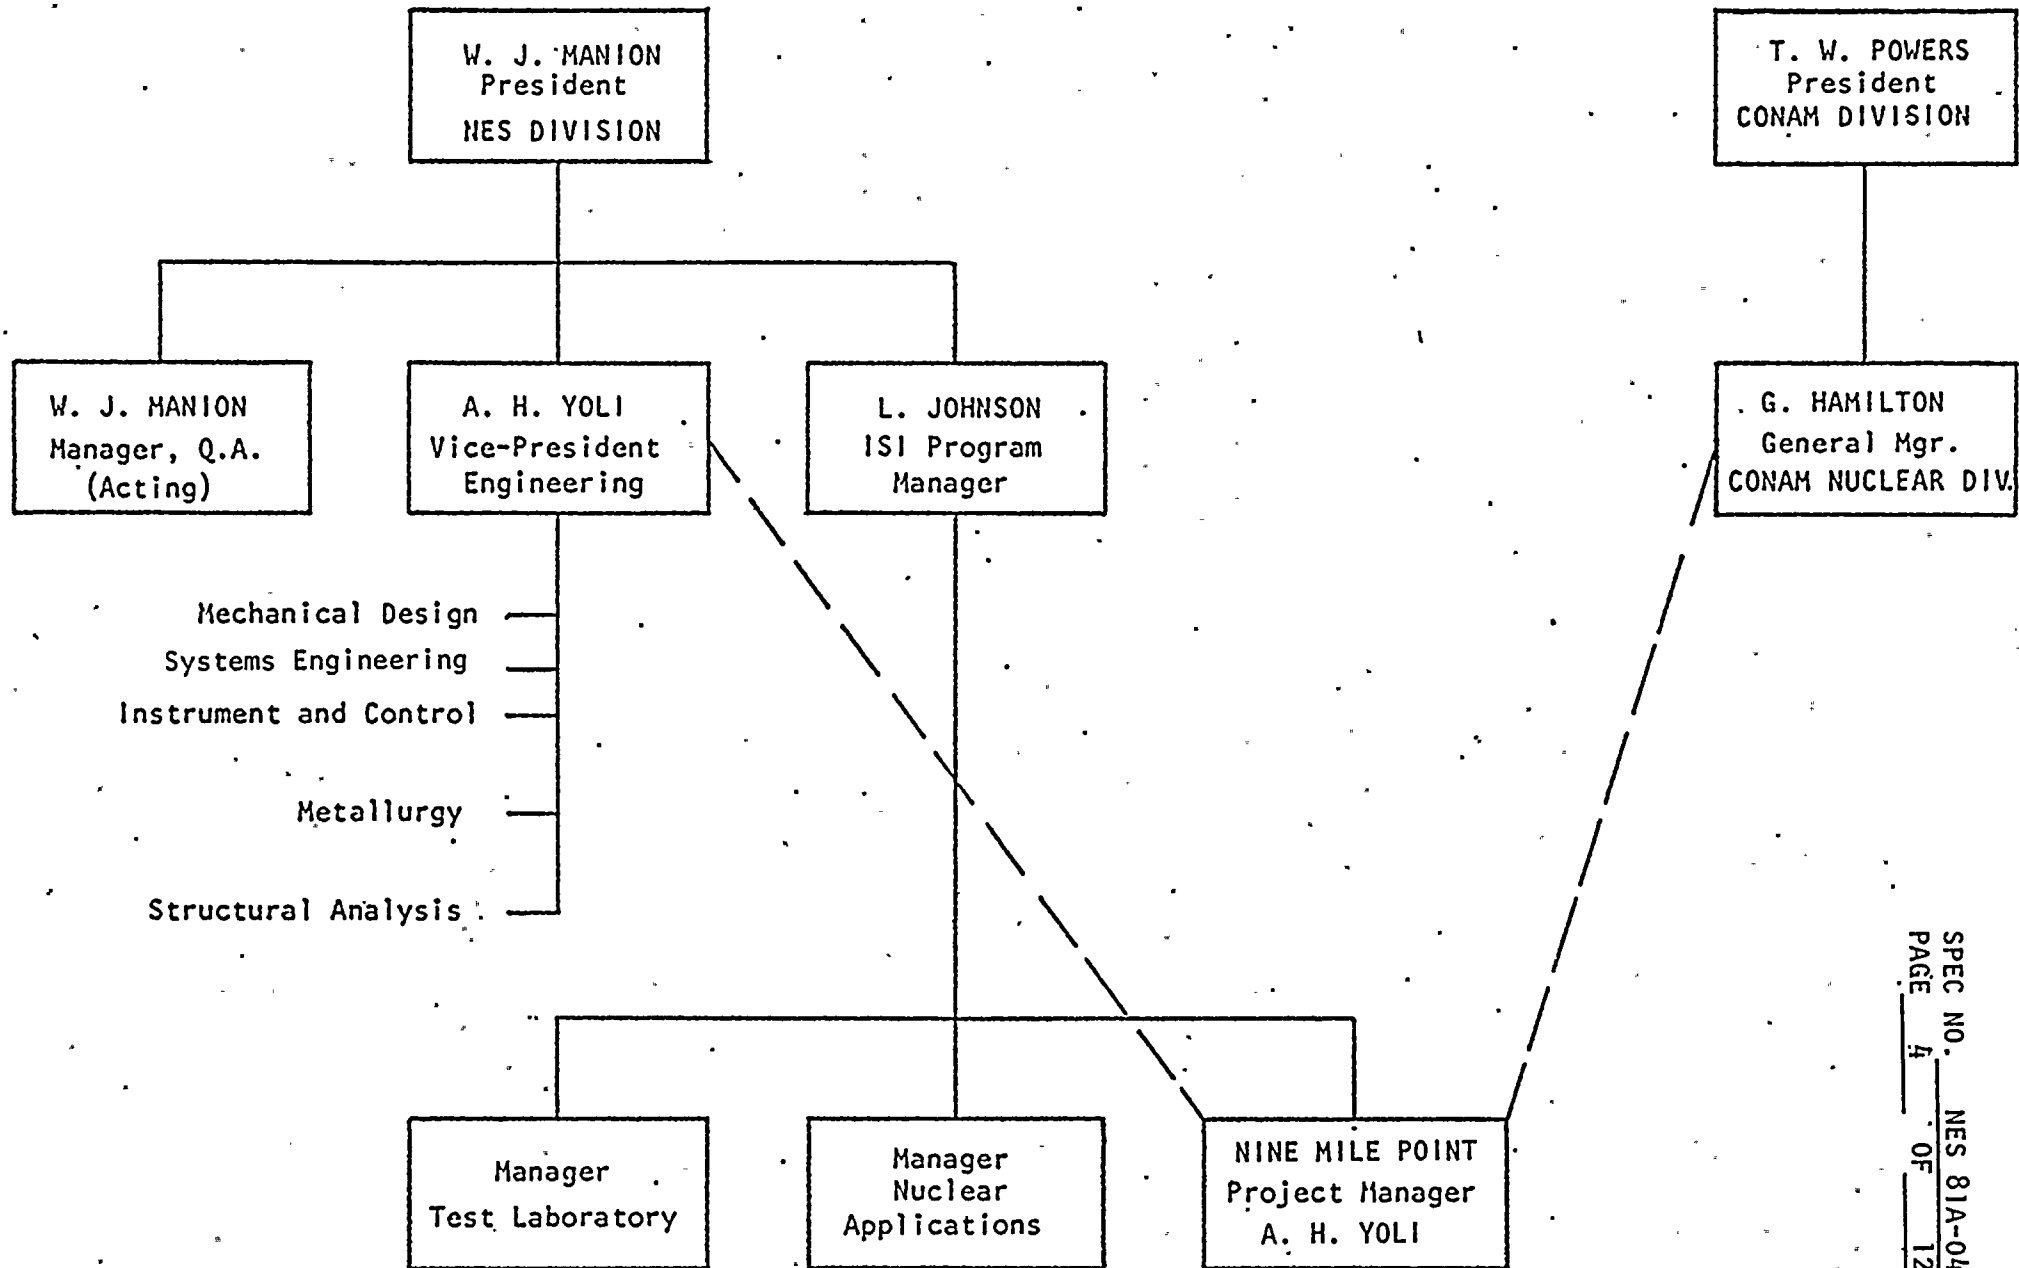 W. J. MANION
President
NES DIVISION
T. W. POWERS
President
CONAM DIVISION
W. J. MANION
Manager, Q.A.
(Acting)
A. H. YOLI
Vice-President
Engineering
L. JOHNSON
ISI Program
Manager
G. HAMILTON
General Mgr.
CONAM NUCLEAR DIV.
Mechanical Design
Systems Engineering
Instrument and Control
Metallurgy
Structural Analysis
Manager
Test Laboratory
Manager
Nuclear
Applications
NINE MILE POINT
Project Manager
A. H. YOLI
SPEC NO. NES 81A-04
PAGE 4 OF 12